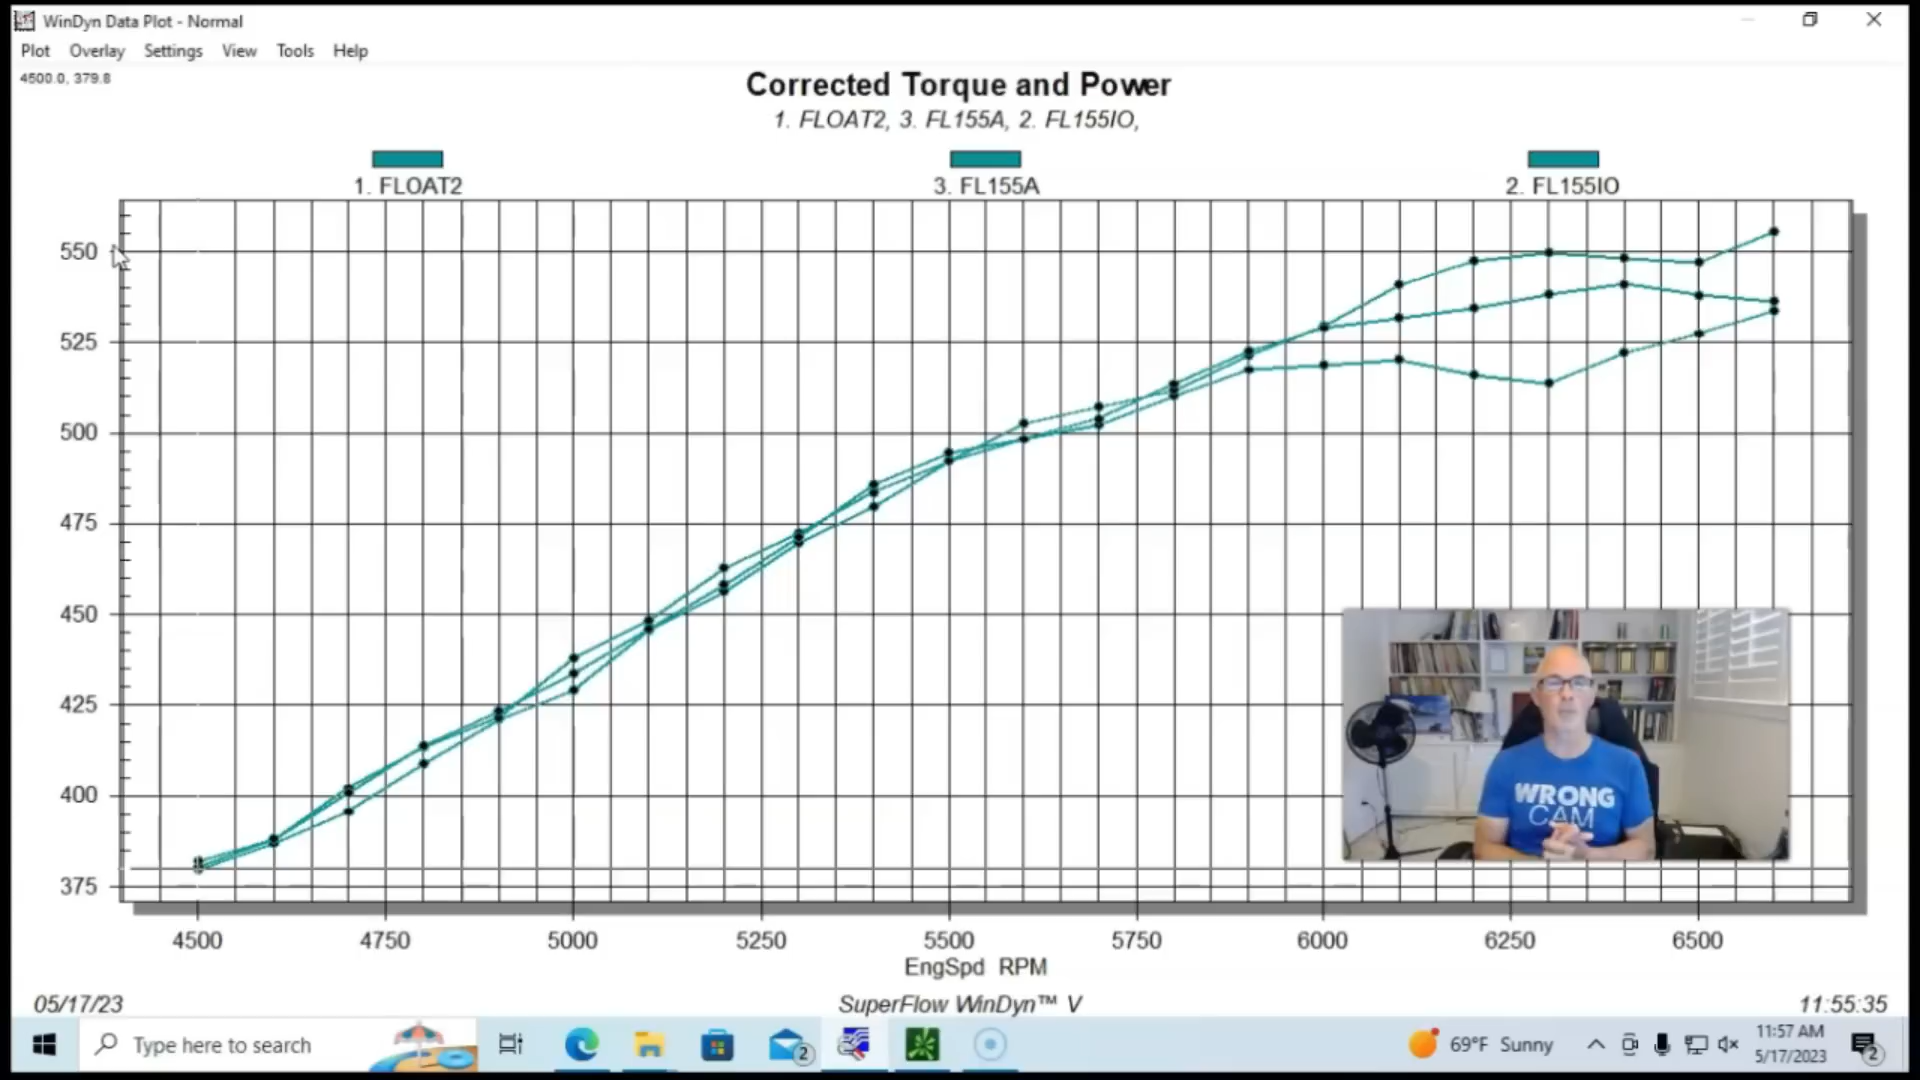 WinDyn Data Plot - Normal
Plot Overlay Settings View Tools Help
4500.0, 379.8
Corrected Torque and Power
1. FLOAT2, 3. FL155A, 2. FL155IO,
1. FLOAT2 3. FL155A 2. FL155IO
550
525
500
475
450
425
400
375
WRONG
CAM
4500 4750 5000 5250 5500 5750 6000 6250 6500
EngSpd RPM
05/17/23 SuperFlow WinDyn™ V 11:55:35
Type here to search 2 69°F Sunny 11:57 AM
5/17/2023 2